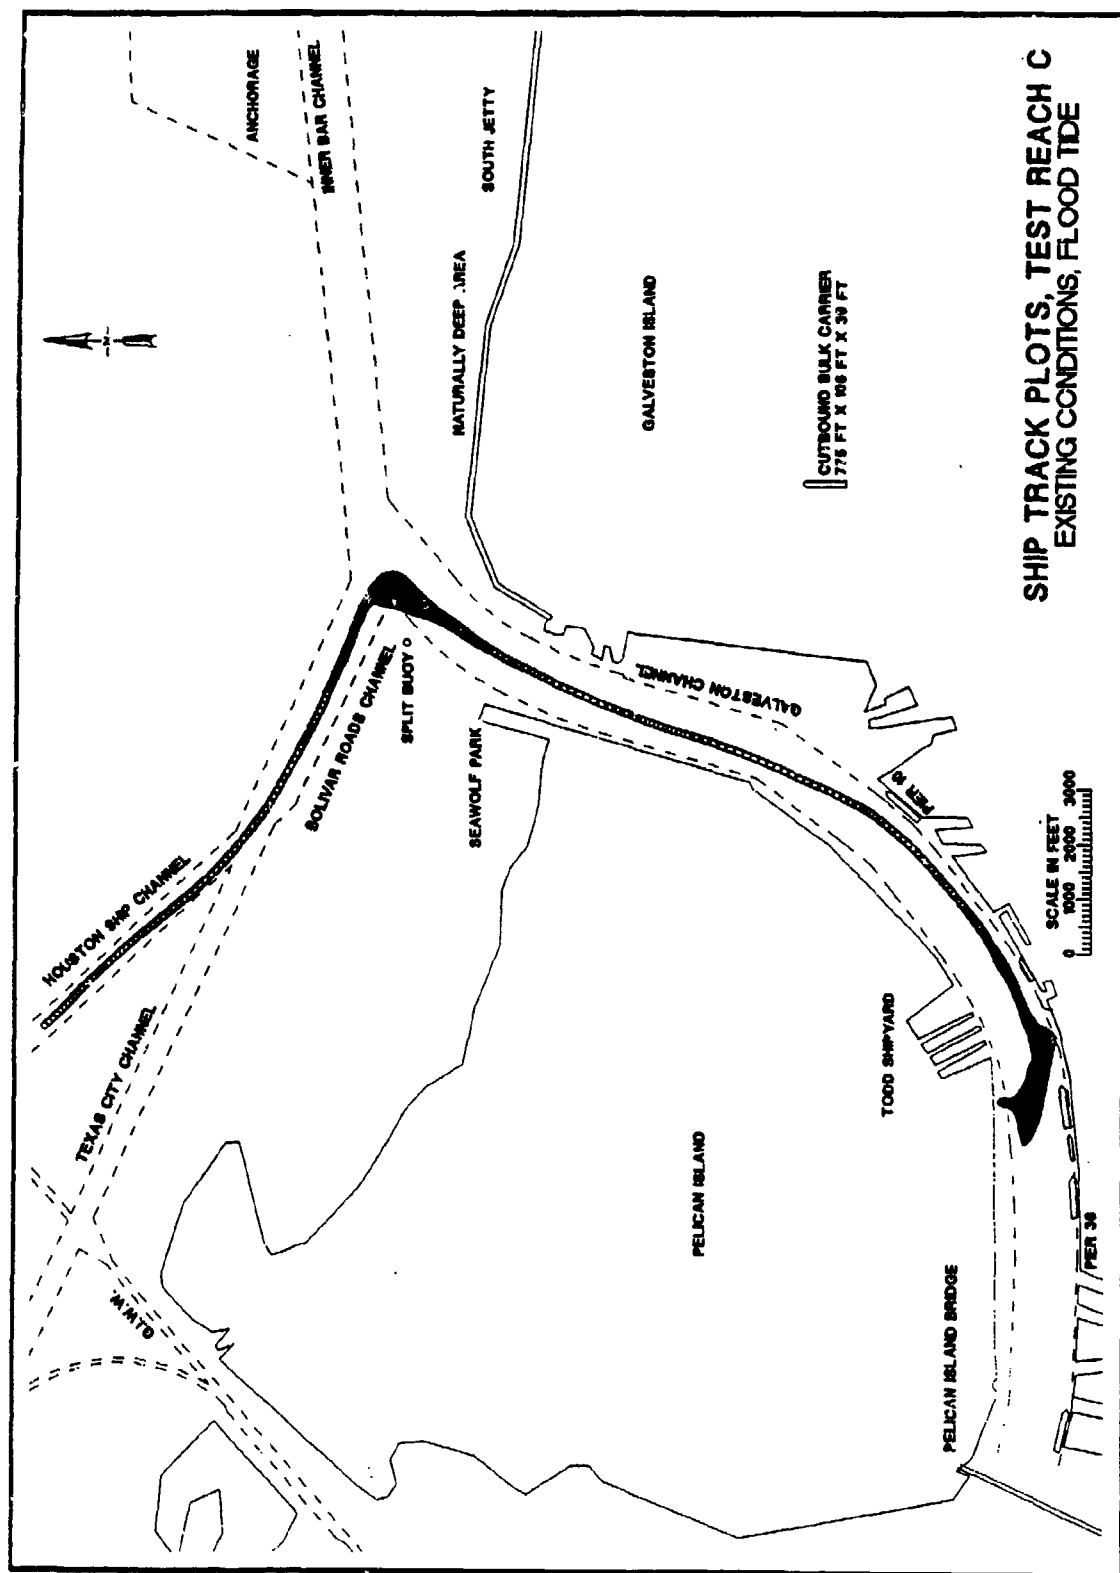 ANCHORAGE
INNER BAR CHANNEL
SOUTH JETTY
NATURALLY DEEP AREA
GALVESTON ISLAND
OUTBOUND BULK CARRIER
775 FT X 106 FT X 39 FT
HOUSTON SHIP CHANNEL
BOLIVAR ROADS CHANNEL
SPLIT BUOY
SEAWOLF PARK
GALVESTON CHANNEL
TEXAS CITY CHANNEL
G.I.W.W.
PIER 10
TODD SHIPYARD
PELICAN ISLAND
PELICAN ISLAND BRIDGE
PIER 36
SCALE IN FEET
0 1000 2000 3000
N
SHIP TRACK PLOTS, TEST REACH C
EXISTING CONDITIONS, FLOOD TIDE